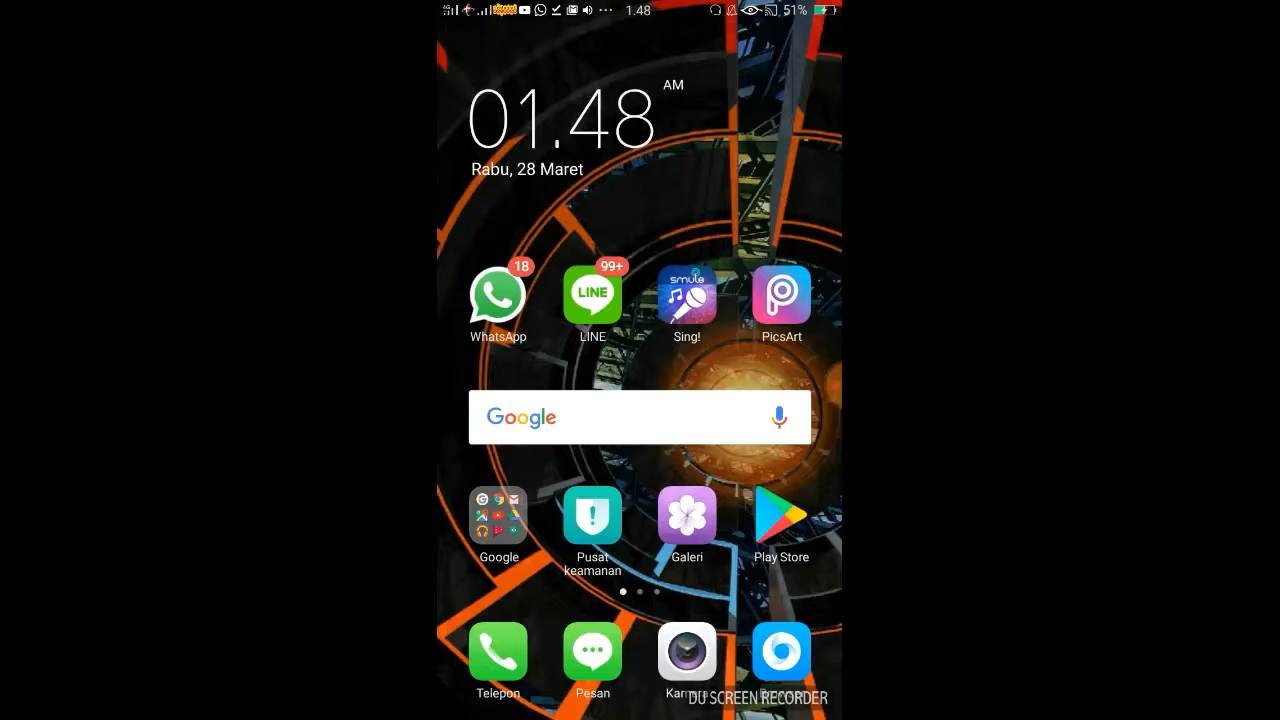 1.48
51%
01.48 AM
Rabu, 28 Maret
18
99+
LINE
smule
WhatsApp
LINE
Sing!
PicsArt
Google
Google
Pusat
keamanan
Galeri
Play Store
Telepon
Pesan
DU SCREEN RECORDER